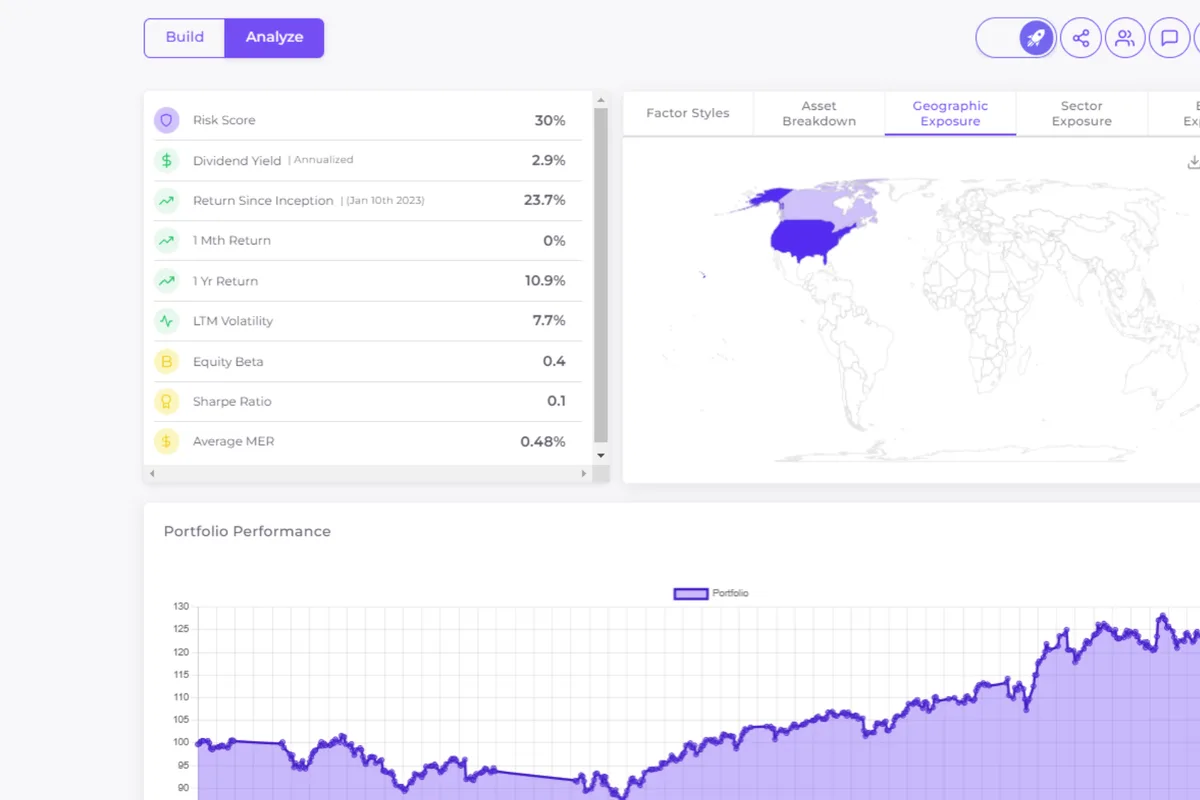 Build
Analyze
Risk Score 30%
Dividend Yield | Annualized 2.9%
Return Since Inception | (Jan 10th 2023) 23.7%
1 Mth Return 0%
1 Yr Return 10.9%
LTM Volatility 7.7%
Equity Beta 0.4
Sharpe Ratio 0.1
Average MER 0.48%
Factor Styles
Asset
Breakdown
Geographic
Exposure
Sector
Exposure
Portfolio Performance
Portfolio
130
125
120
115
110
105
100
95
90